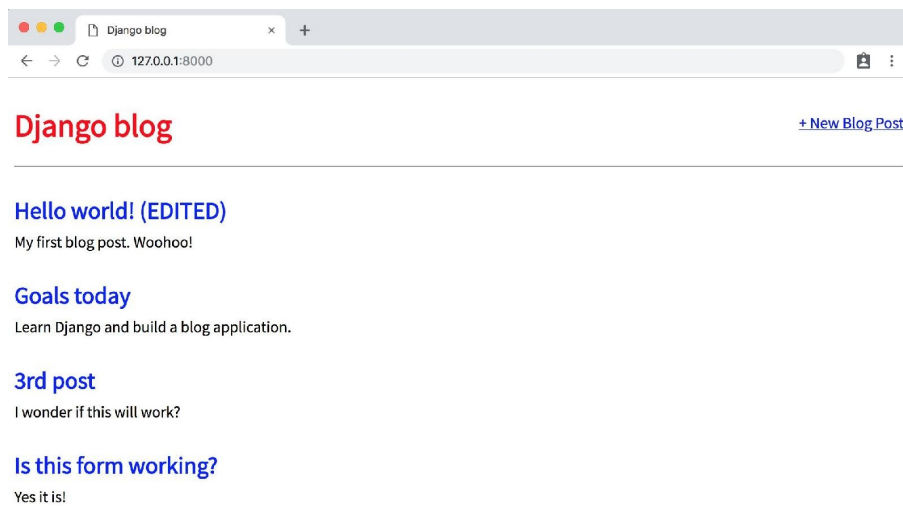 Django blog
127.0.0.1:8000
Django blog
+ New Blog Post
Hello world! (EDITED)
My first blog post. Woohoo!
Goals today
Learn Django and build a blog application.
3rd post
I wonder if this will work?
Is this form working?
Yes it is!